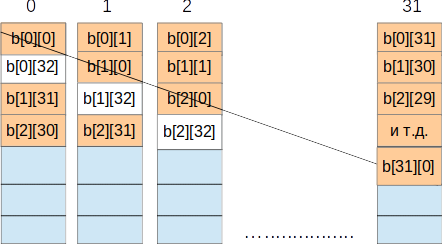 0 1 2 31
b[0][0] b[0][1] b[0][2] b[0][31]
b[0][32] b[1][0] b[1][1] b[1][30]
b[1][31] b[1][32] b[2][0] b[2][29]
b[2][30] b[2][31] b[2][32] и т.д.
b[31][0]
...................